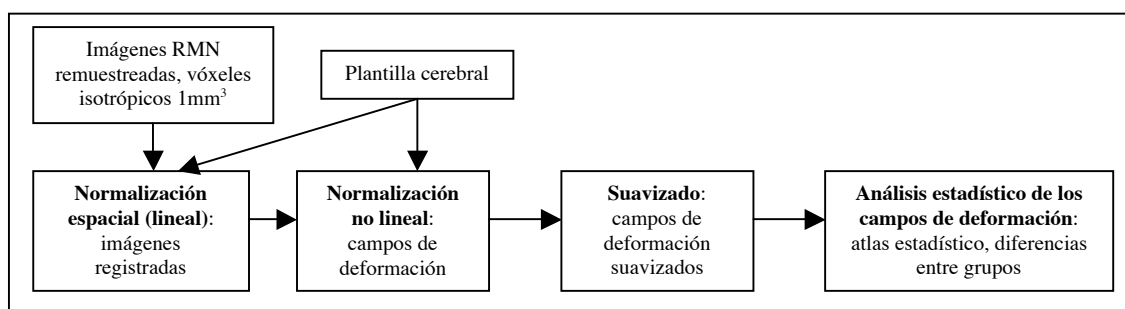 Imágenes RMN
remuestreadas, vóxeles
isotrópicos 1mm³
Plantilla cerebral
Normalización
espacial (lineal):
imágenes
registradas
Normalización
no lineal:
campos de
deformación
Suavizado:
campos de
deformación
suavizados
Análisis estadístico de los
campos de deformación:
atlas estadístico, diferencias
entre grupos